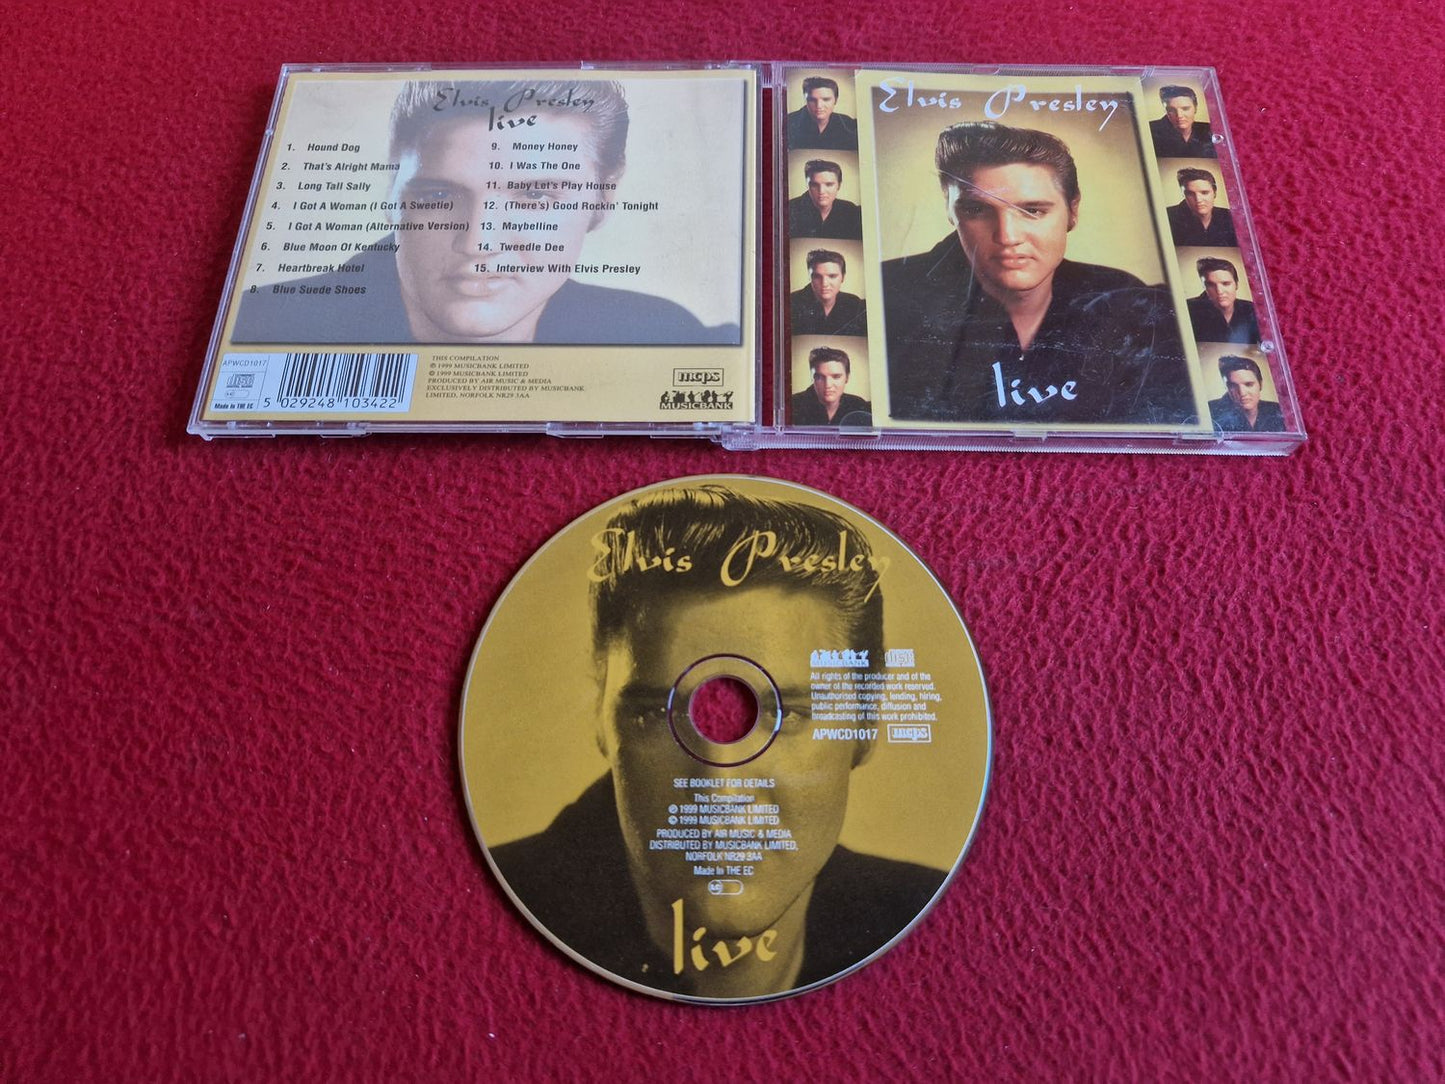 Elvis Presley
live
1. Hound Dog
2. That's Alright Mama
3. Long Tall Sally
4. I Got A Woman (I Got A Sweetie)
5. I Got A Woman (Alternative Version)
6. Blue Moon Of Kentucky
7. Heartbreak Hotel
8. Blue Suede Shoes
9. Money Honey
10. I Was The One
11. Baby Let's Play House
12. (There's) Good Rockin' Tonight
13. Maybelline
14. Tweedle Dee
15. Interview With Elvis Presley
APWCD1017
Made In THE EC
5 029248 103422
THIS COMPILATION
℗ 1999 MUSICBANK LIMITED
© 1999 MUSICBANK LIMITED
PRODUCED BY AIR MUSIC & MEDIA
EXCLUSIVELY DISTRIBUTED BY MUSICBANK
LIMITED, NORFOLK NR29 3AA
mcps
MUSICBANK
Elvis Presley
live
Elvis Presley
MUSICBANK
All rights of the producer and of the
owner of the recorded work reserved.
Unauthorised copying, lending, hiring,
public performance, diffusion and
broadcasting of this work prohibited.
APWCD1017 mcps
SEE BOOKLET FOR DETAILS
This Compilation
℗ 1999 MUSICBANK LIMITED
© 1999 MUSICBANK LIMITED
PRODUCED BY AIR MUSIC & MEDIA
DISTRIBUTED BY MUSICBANK LIMITED,
NORFOLK NR29 3AA
Made In THE EC
LC
live